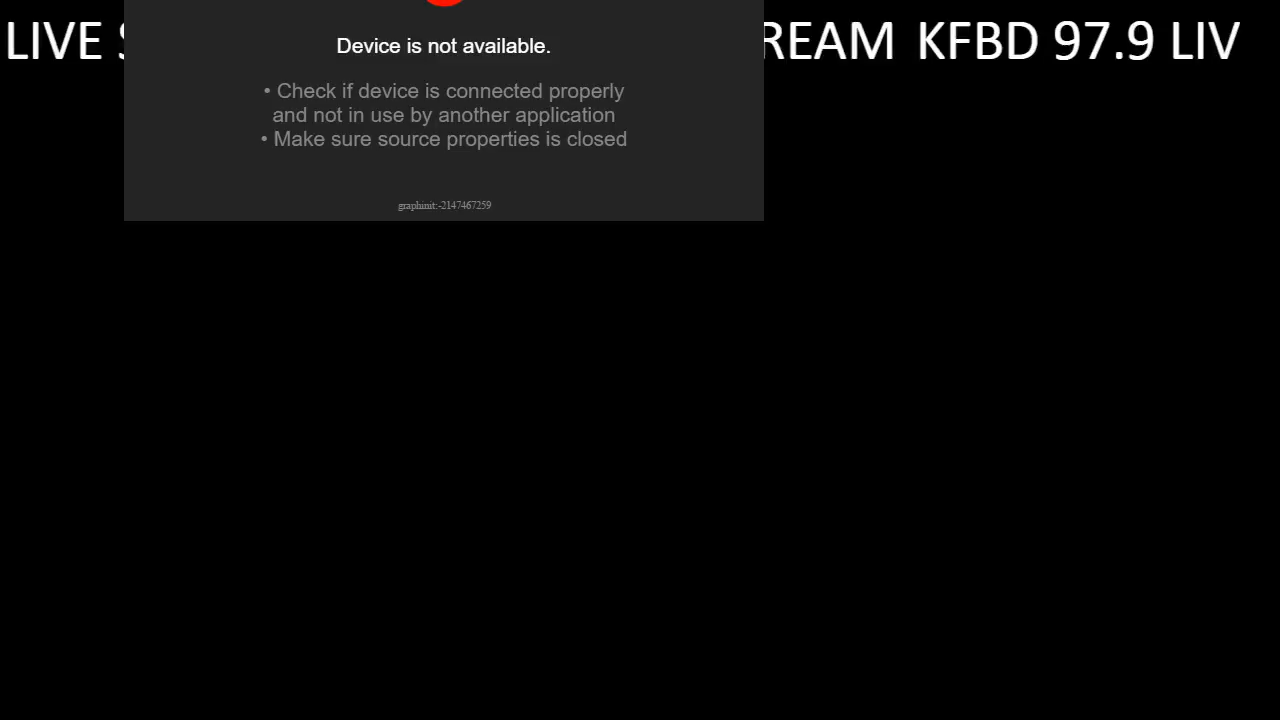 LIVE S
REAM KFBD 97.9 LIV
Device is not available.
• Check if device is connected properly
and not in use by another application
• Make sure source properties is closed
graphinit:-2147467259